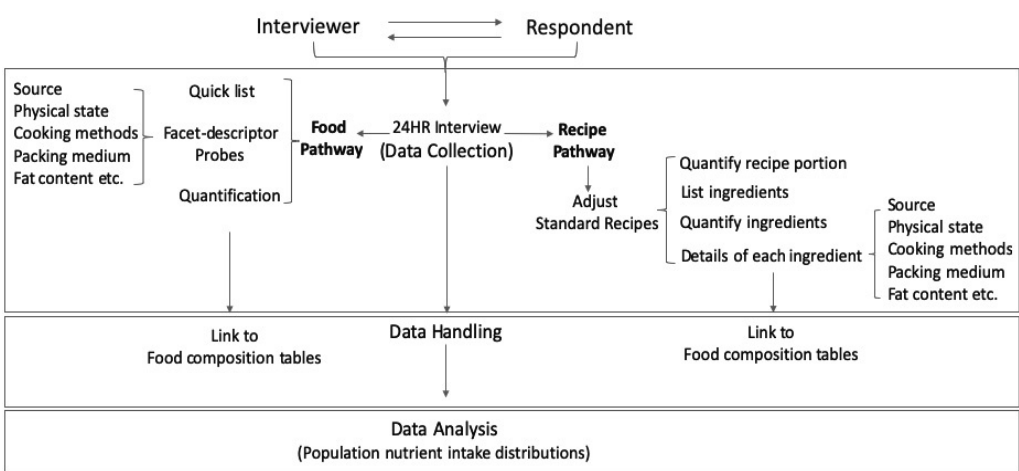 Interviewer
Respondent
Source
Physical state
Cooking methods
Packing medium
Fat content etc.
Quick list
Facet-descriptor
Probes
Quantification
Food
Pathway
24HR Interview
(Data Collection)
Recipe
Pathway
Adjust
Standard Recipes
Quantify recipe portion
List ingredients
Quantify ingredients
Details of each ingredient
Source
Physical state
Cooking methods
Packing medium
Fat content etc.
Link to
Food composition tables
Data Handling
Link to
Food composition tables
Data Analysis
(Population nutrient intake distributions)